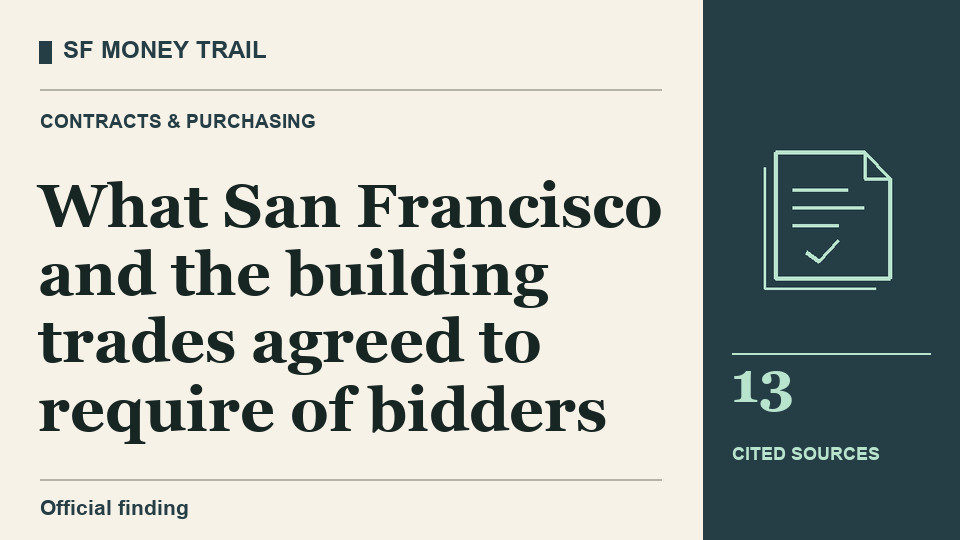 SF MONEY TRAIL
CONTRACTS & PURCHASING
What San Francisco
and the building
trades agreed to
require of bidders
Official finding
13
CITED SOURCES